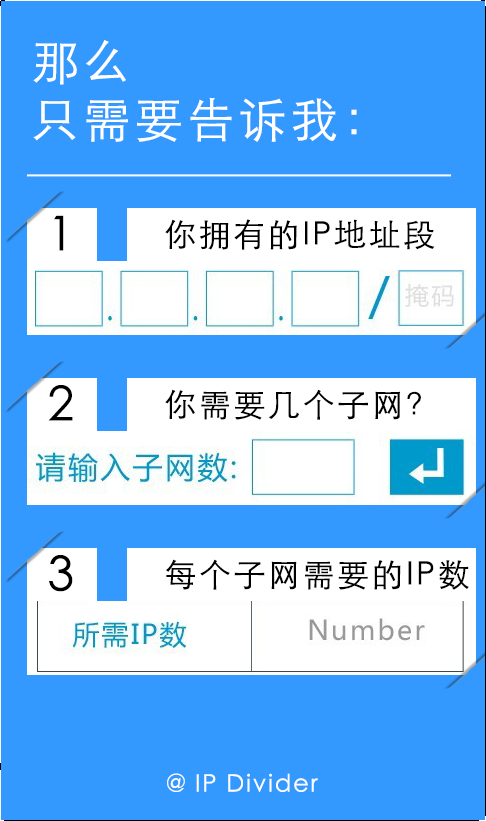 那么
只需要告诉我：
1 你拥有的IP地址段
. . . / 掩码
2 你需要几个子网？
请输入子网数:
3 每个子网需要的IP数
所需IP数 Number
@ IP Divider